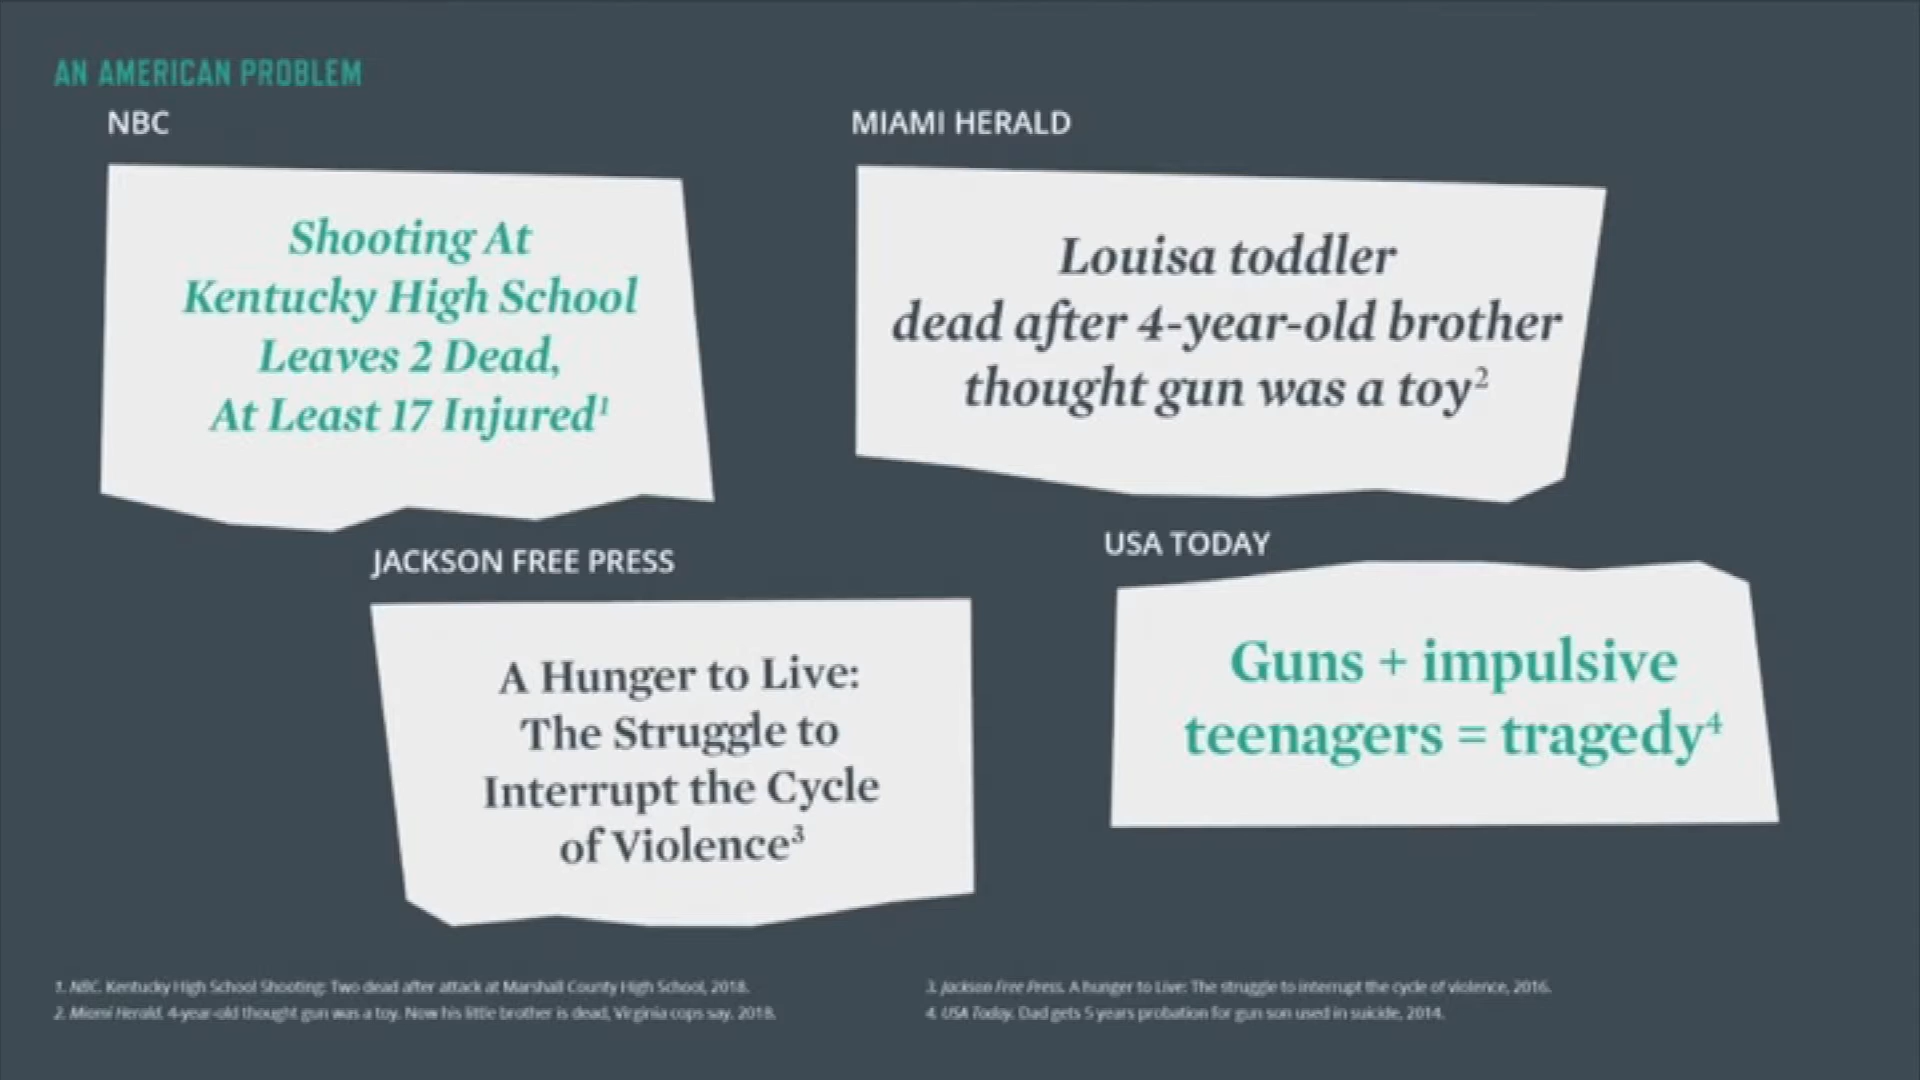 AN AMERICAN PROBLEM
NBC
Shooting At
Kentucky High School
Leaves 2 Dead,
At Least 17 Injured¹
MIAMI HERALD
Louisa toddler
dead after 4-year-old brother
thought gun was a toy²
JACKSON FREE PRESS
A Hunger to Live:
The Struggle to
Interrupt the Cycle
of Violence³
USA TODAY
Guns + impulsive
teenagers = tragedy⁴
1. NBC. Kentucky High School Shooting: Two dead after attack at Marshall County High School, 2018.
2. Miami Herald. 4-year-old thought gun was a toy. Now his little brother is dead, Virginia cops say. 2018.
3. Jackson Free Press. A hunger to Live: The struggle to interrupt the cycle of violence, 2016.
4. USA Today. Dad gets 5 years probation for gun son used in suicide, 2014.